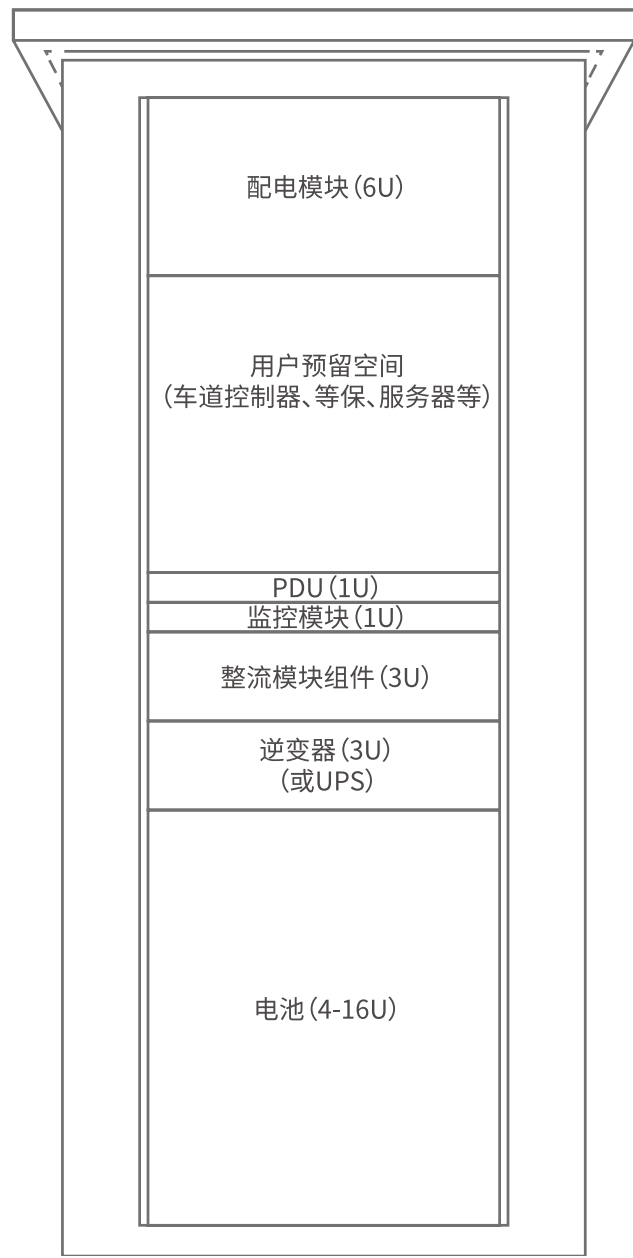 配电模块（6U）
用户预留空间
（车道控制器、等保、服务器等）
PDU（1U）
监控模块（1U）
整流模块组件（3U）
逆变器（3U）
（或UPS）
电池（4-16U）